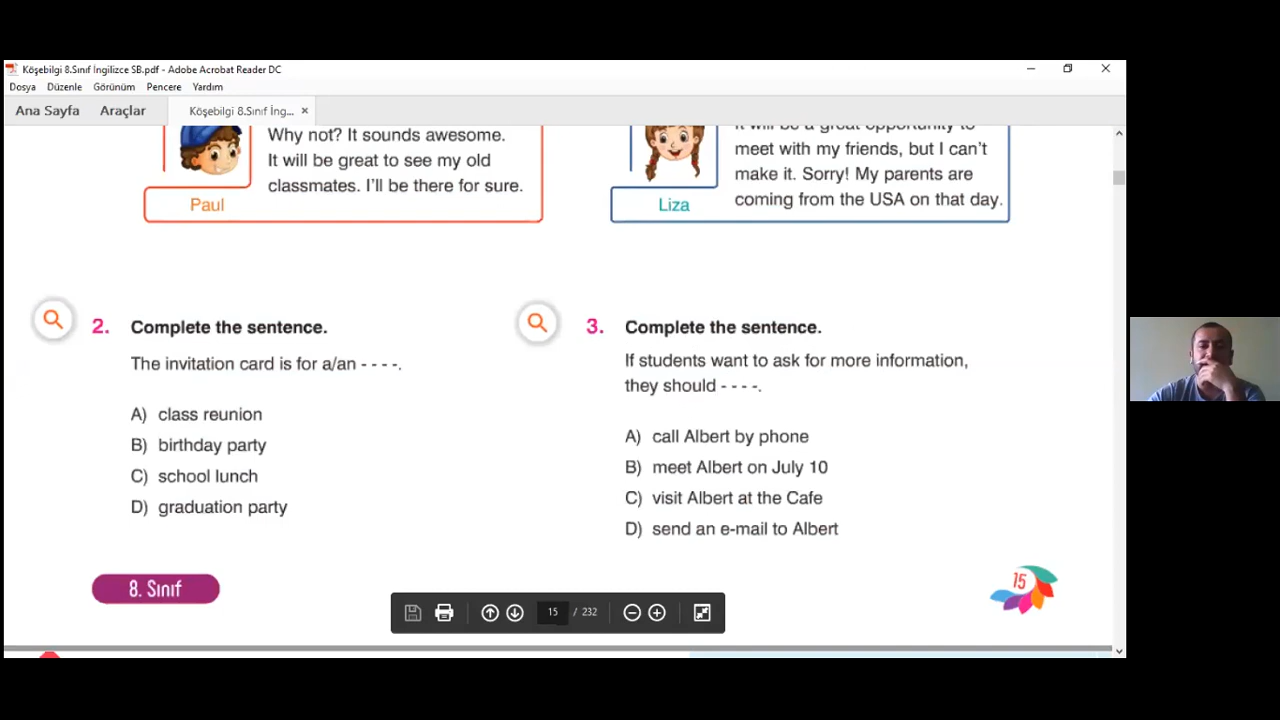 Köşebilgi 8.Sınıf İngilizce SB.pdf - Adobe Acrobat Reader DC
Dosya Düzenle Görünüm Pencere Yardım
Ana Sayfa Araçlar Köşebilgi 8.Sınıf İng...
Why not? It sounds awesome.
It will be great to see my old
classmates. I'll be there for sure.
Paul
It will be a great opportunity to
meet with my friends, but I can't
make it. Sorry! My parents are
coming from the USA on that day.
Liza
2. Complete the sentence.
The invitation card is for a/an - - - -.
A) class reunion
B) birthday party
C) school lunch
D) graduation party
3. Complete the sentence.
If students want to ask for more information,
they should - - - -.
A) call Albert by phone
B) meet Albert on July 10
C) visit Albert at the Cafe
D) send an e-mail to Albert
8. Sınıf
15
15 / 232